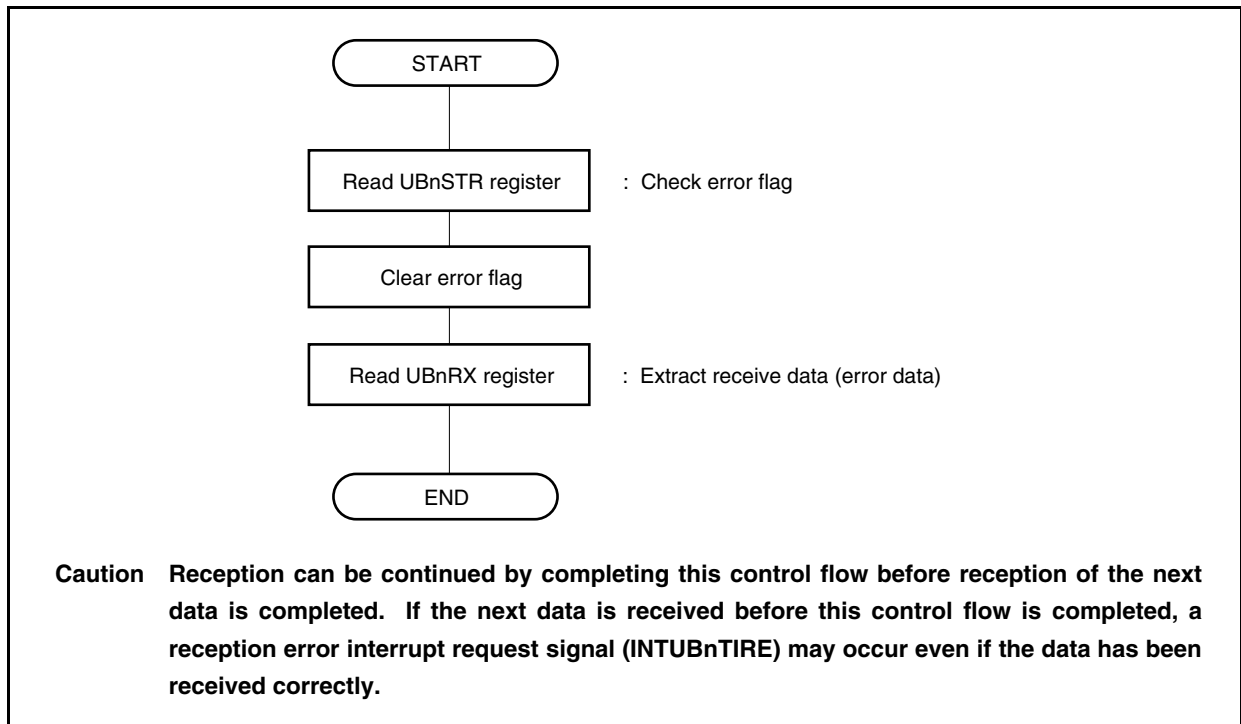 START
Read UBnSTR register : Check error flag
Clear error flag
Read UBnRX register : Extract receive data (error data)
END
Caution Reception can be continued by completing this control flow before reception of the next
data is completed. If the next data is received before this control flow is completed, a
reception error interrupt request signal (INTUBnTIRE) may occur even if the data has been
received correctly.